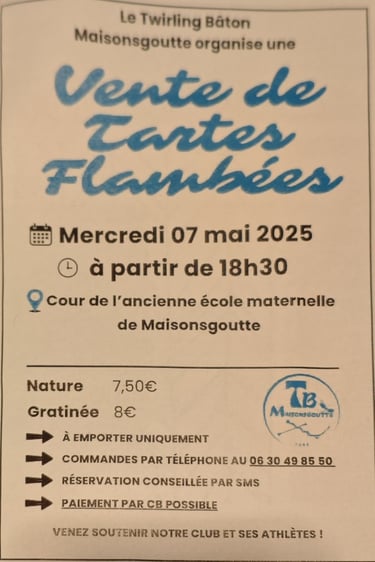 Le Twirling Bâton
Maisonsgoutte organise une
Vente de
Tartes
Flambées
Mercredi 07 mai 2025
à partir de 18h30
Cour de l'ancienne école maternelle
de Maisonsgoutte
Nature 7,50€
Gratinée 8€
TB
MAISONSGOUTTE
À EMPORTER UNIQUEMENT
COMMANDES PAR TÉLÉPHONE AU 06 30 49 85 50
RÉSERVATION CONSEILLÉE PAR SMS
PAIEMENT PAR CB POSSIBLE
VENEZ SOUTENIR NOTRE CLUB ET SES ATHLÈTES !